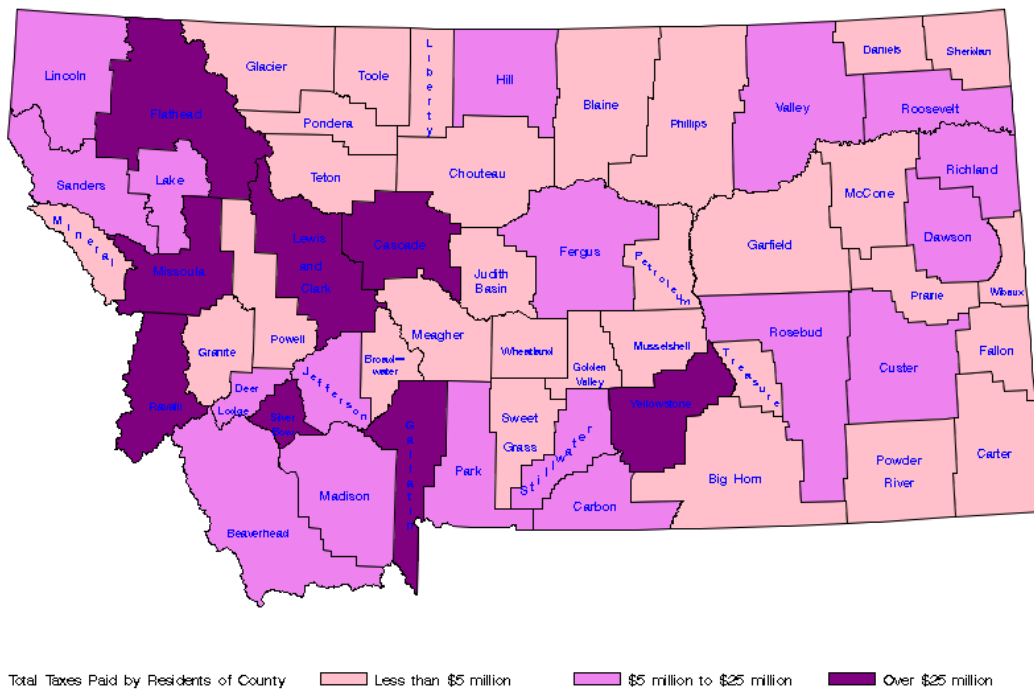 Lincoln
Flathead
Glacier
Toole
Liberty
Hill
Blaine
Phillips
Valley
Daniels
Sheridan
Roosevelt
Pondera
Teton
Chouteau
Sanders
Lake
Mineral
Missoula
Lewis
and
Clark
Cascade
Judith
Basin
Fergus
Petroleum
Garfield
McCone
Richland
Dawson
Wibaux
Prarie
Granite
Powell
Meagher
Broad—
water
Wheatland
Golden
Valley
Musselshell
Treasure
Rosebud
Custer
Fallon
Ravalli
Deer
Lodge
Silver
Bow
Jefferson
Gallatin
Park
Sweet
Grass
Stillwater
Yellowstone
Big Horn
Powder
River
Carter
Beaverhead
Madison
Carbon
Total Taxes Paid by Residents of County Less than $5 million $5 million to $25 million Over $25 million